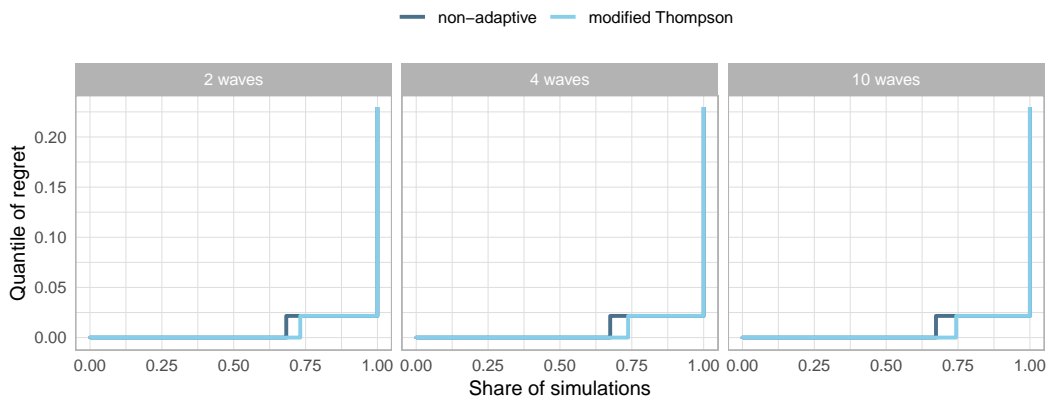 non−adaptive modified Thompson
2 waves 4 waves 10 waves
0.20
0.15
0.10
0.05
0.00
Quantile of regret
0.00 0.25 0.50 0.75 1.00 0.00 0.25 0.50 0.75 1.00 0.00 0.25 0.50 0.75 1.00
Share of simulations